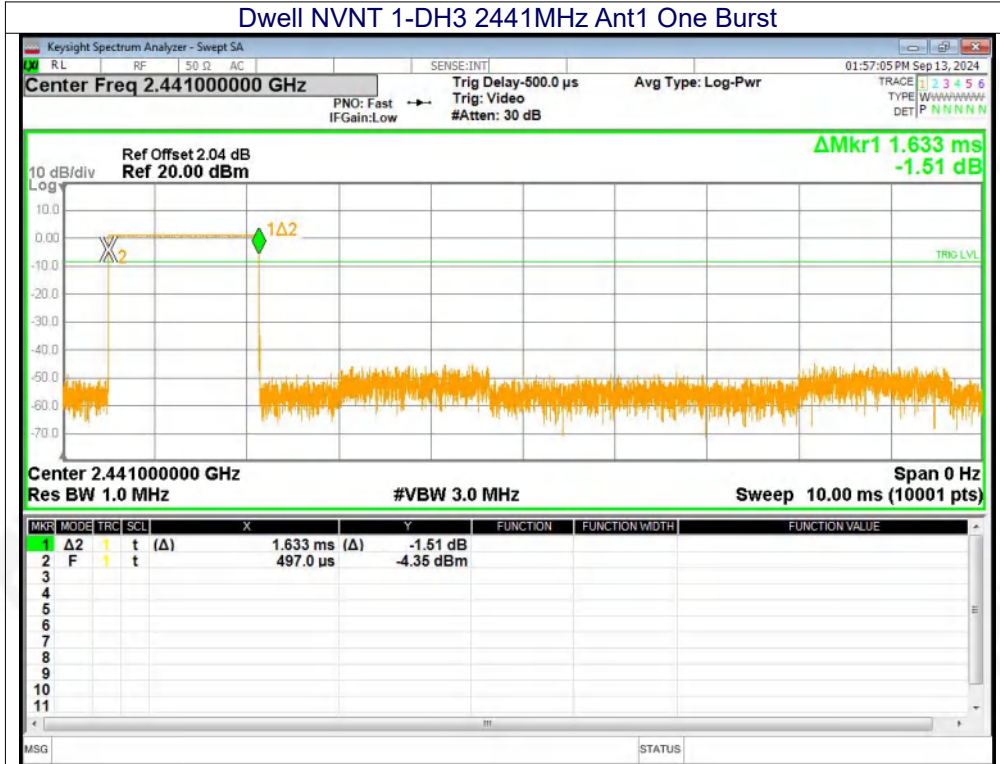 Dwell NVNT 1-DH3 2441MHz Ant1 One Burst
Keysight Spectrum Analyzer - Swept SA
RL RF 50 Ω AC SENSE:INT 01:57:05 PM Sep 13, 2024
Center Freq 2.441000000 GHz Trig Delay-500.0 µs Avg Type: Log-Pwr TRACE 1 2 3 4 5 6
PNO: Fast Trig: Video TYPE WWWWWWW
IFGain:Low #Atten: 30 dB DET P N N N N N
ΔMkr1 1.633 ms
Ref Offset 2.04 dB
10 dB/div Ref 20.00 dBm -1.51 dB
Log
10.0
0.00
1Δ2
2
-10.0
TRIG LVL
-20.0
-30.0
-40.0
-50.0
-60.0
-70.0
Center 2.441000000 GHz Span 0 Hz
Res BW 1.0 MHz #VBW 3.0 MHz Sweep 10.00 ms (10001 pts)
MKR MODE TRC SCL X Y FUNCTION FUNCTION WIDTH FUNCTION VALUE
1 Δ2 1 t (Δ) 1.633 ms (Δ) -1.51 dB
2 F 1 t 497.0 µs -4.35 dBm
3
4
5
6
7
8
9
10
11
MSG STATUS